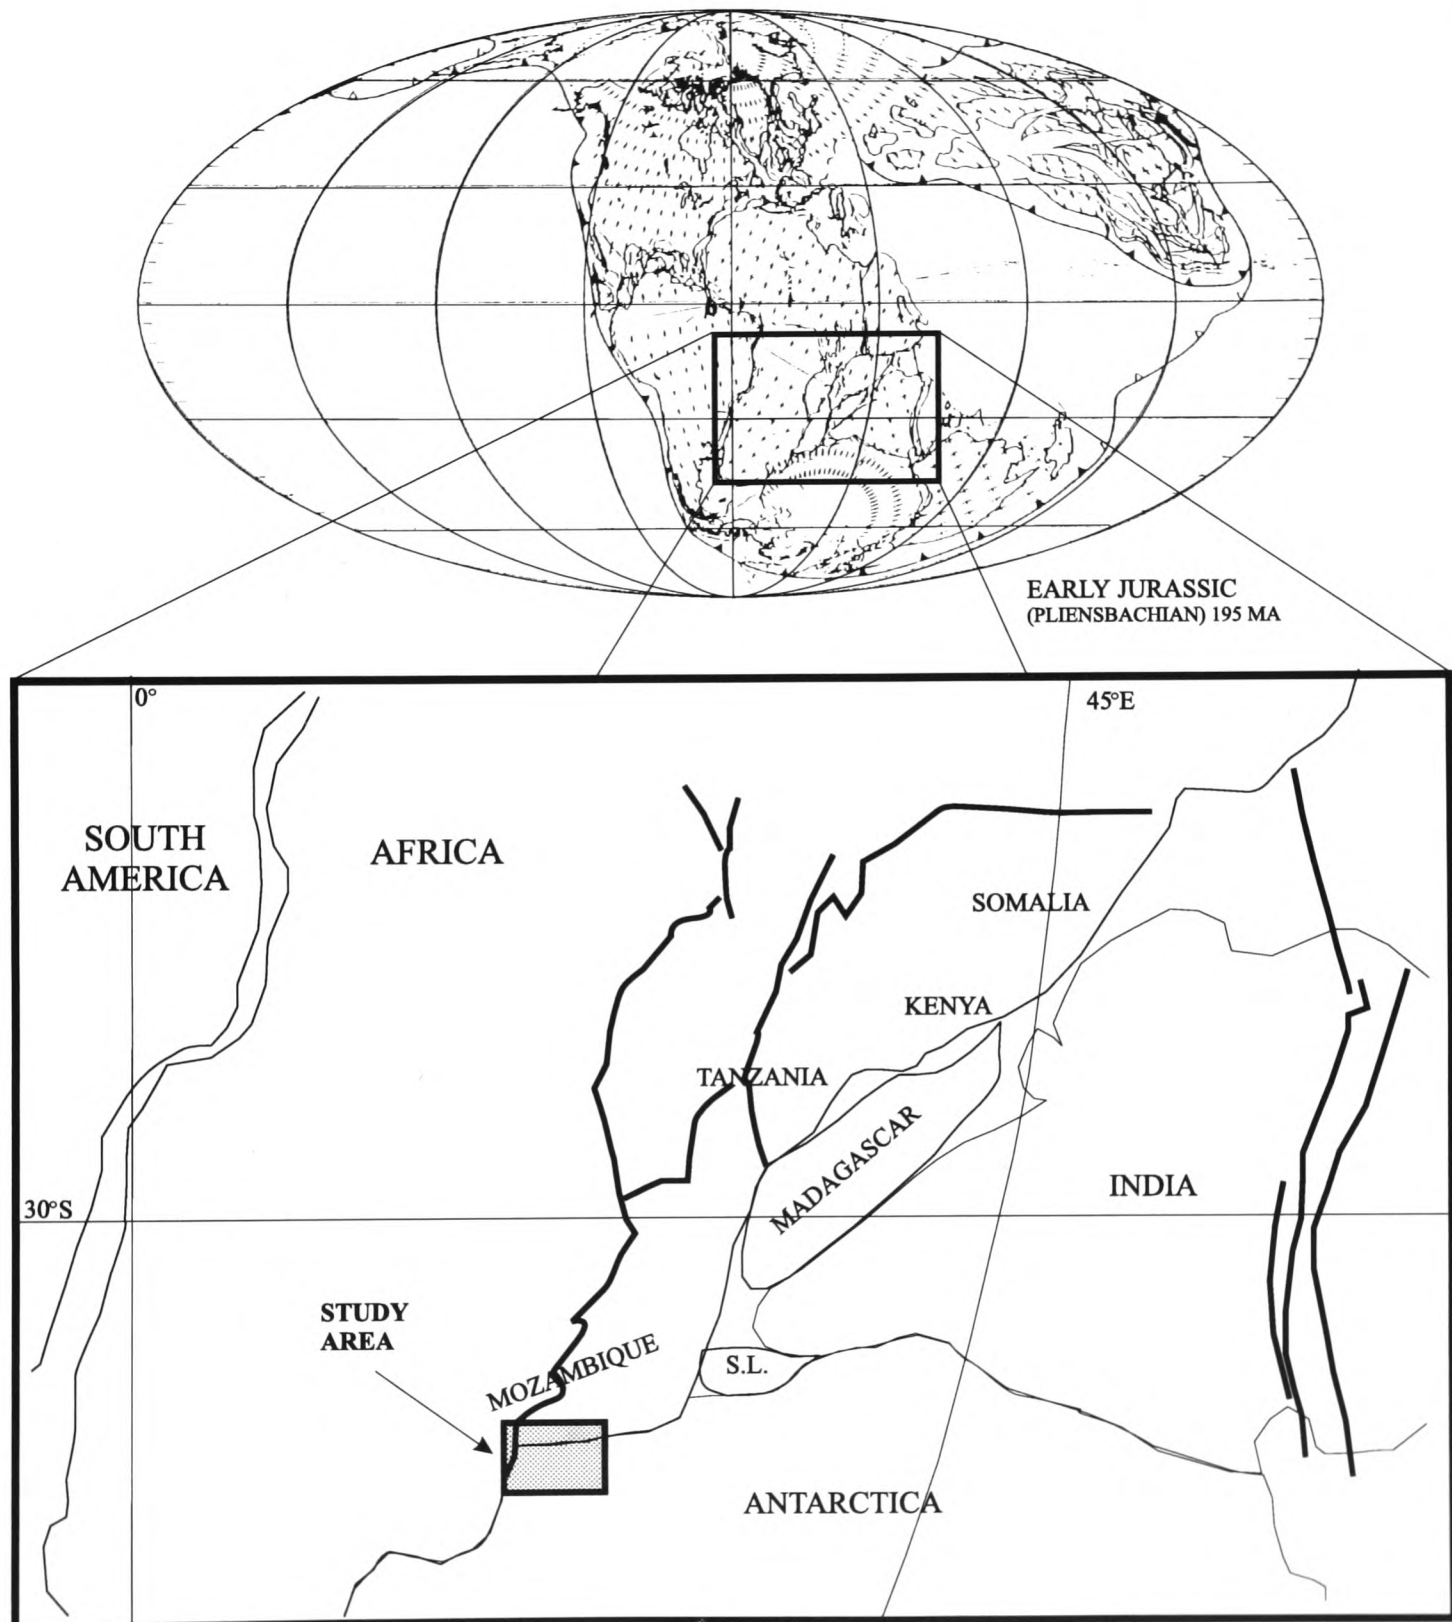 EARLY JURASSIC
(PLIENSBACHIAN) 195 MA
0°
45°E
SOUTH
AMERICA
AFRICA
SOMALIA
KENYA
TANZANIA
MADAGASCAR
INDIA
30°S
STUDY
AREA
MOZAMBIQUE
S.L.
ANTARCTICA